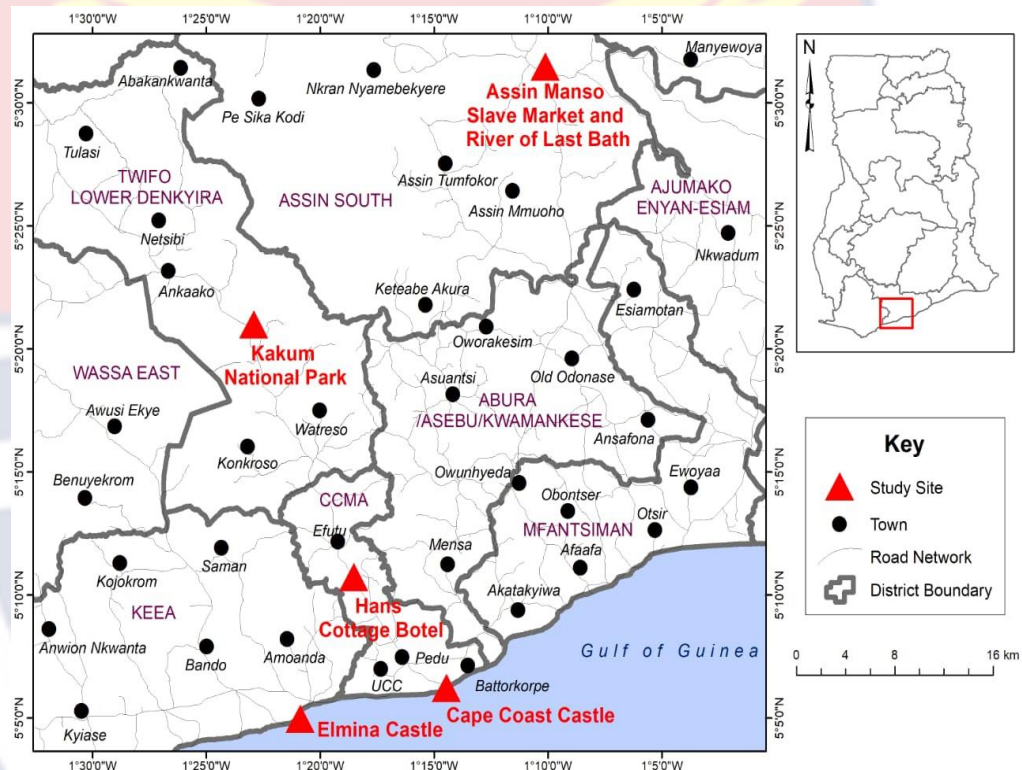 1°30'0"W 1°25'0"W 1°20'0"W 1°15'0"W 1°10'0"W 1°5'0"W
5°30'0"N
5°25'0"N
5°20'0"N
5°15'0"N
5°10'0"N
5°5'0"N
Abakankwanta
Nkran Nyamebekyere
Manyewoya
Pe Sika Kodi
Assin Manso
Slave Market and
River of Last Bath
Tulasi
TWIFO
LOWER DENKYIRA
ASSIN SOUTH
Assin Tumfokor
Assin Mmuoho
AJUMAKO
ENYAN-ESIAM
Netsibi
Nkwadum
Ankaako
Keteabe Akura
Esiamotan
Oworakesim
Kakum
National Park
Old Odonase
WASSA EAST
Asuantsi
ABURA
/ASEBU/KWAMANKESE
Awusi Ekye
Watreso
Ansafona
Konkroso
Benuyekrom
Owunhyeda
Ewoyaa
CCMA
Obontser
Otsir
Efutu
MFANTSIMAN
Mensa
Afaafa
Saman
Kojokrom
Hans
Cottage Botel
Akatakyiwa
KEEA
Anwion Nkwanta
Bando
Amoanda
Pedu
UCC
Battorkorpe
Gulf of Guinea
Kyiase
Elmina Castle
Cape Coast Castle
5°30'0"N
5°25'0"N
5°20'0"N
5°15'0"N
5°10'0"N
5°5'0"N
1°30'0"W 1°25'0"W 1°20'0"W 1°15'0"W 1°10'0"W 1°5'0"W
N
Key
Study Site
Town
Road Network
District Boundary
0 4 8 16 km